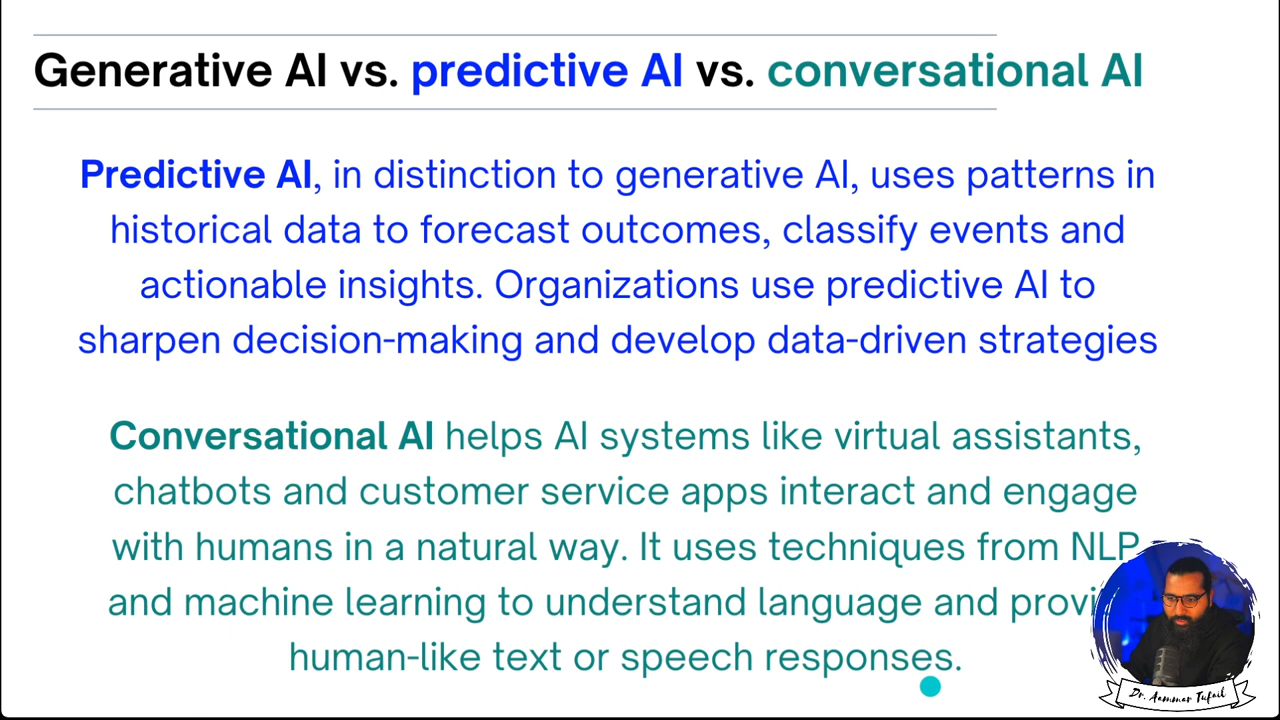 Generative AI vs. predictive AI vs. conversational AI
Predictive AI, in distinction to generative AI, uses patterns in
historical data to forecast outcomes, classify events and
actionable insights. Organizations use predictive AI to
sharpen decision-making and develop data-driven strategies
Conversational AI helps AI systems like virtual assistants,
chatbots and customer service apps interact and engage
with humans in a natural way. It uses techniques from NLP
and machine learning to understand language and provi
human-like text or speech responses.
Dr. Aammar Tufail